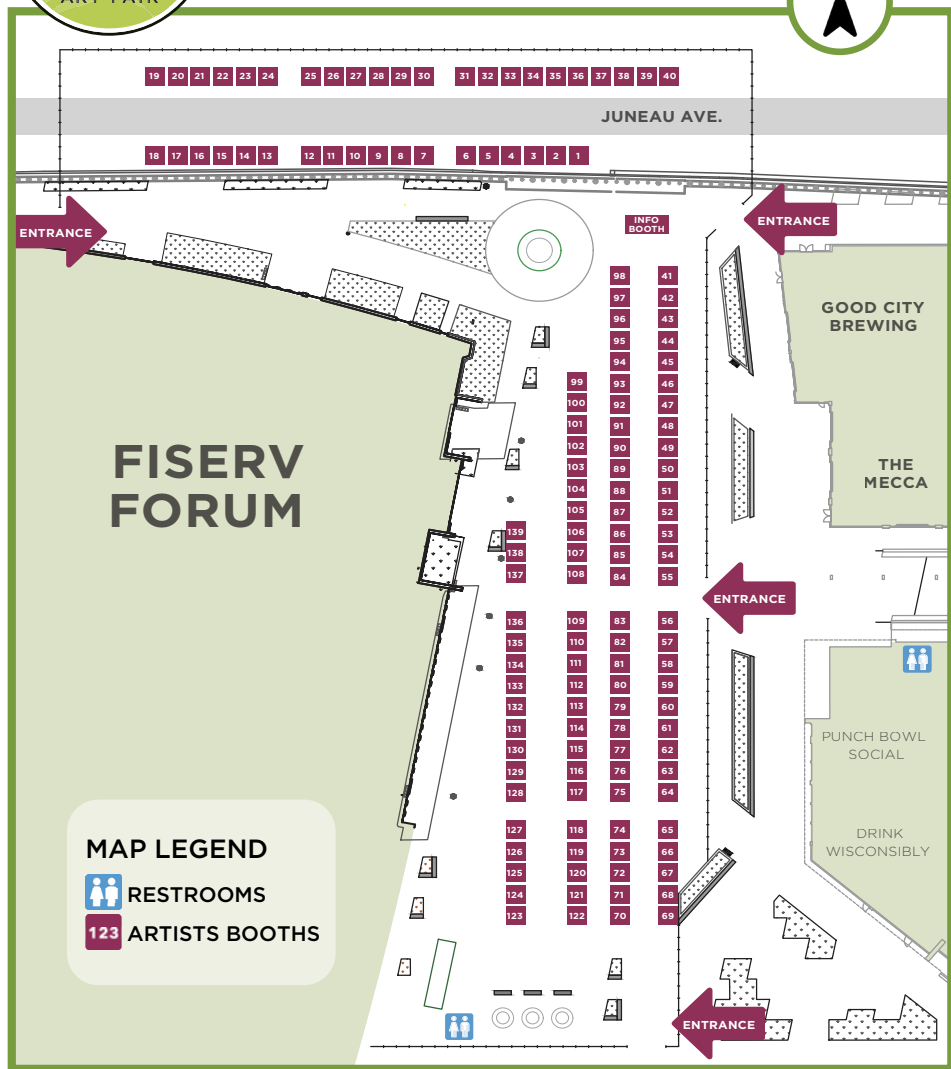 ART FAIR
19 20 21 22 23 24 25 26 27 28 29 30 31 32 33 34 35 36 37 38 39 40
JUNEAU AVE.
18 17 16 15 14 13 12 11 10 9 8 7 6 5 4 3 2 1
ENTRANCE
INFO
BOOTH
ENTRANCE
98 41
97 42
96 43
95 44
94 45
99 93 46
100 92 47
101 91 48
102 90 49
103 89 50
104 88 51
105 87 52
139 106 86 53
138 107 85 54
137 108 84 55
GOOD CITY
BREWING
THE
MECCA
FISERV
FORUM
ENTRANCE
136 109 83 56
135 110 82 57
134 111 81 58
133 112 80 59
132 113 79 60
131 114 78 61
130 115 77 62
129 116 76 63
128 117 75 64
127 118 74 65
126 119 73 66
125 120 72 67
124 121 71 68
123 122 70 69
PUNCH BOWL
SOCIAL
DRINK
WISCONSIBLY
MAP LEGEND
RESTROOMS
123 ARTISTS BOOTHS
ENTRANCE